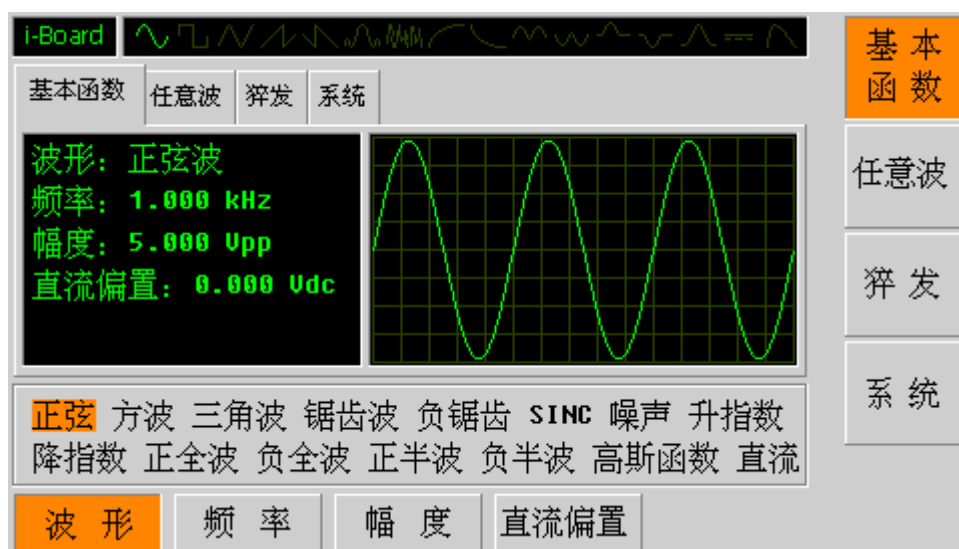 i-Board
基本函数 任意波 猝发 系统
波形：正弦波
频率：1.000 kHz
幅度：5.000 Vpp
直流偏置：0.000 Vdc
正弦 方波 三角波 锯齿波 负锯齿 SINC 噪声 升指数
降指数 正全波 负全波 正半波 负半波 高斯函数 直流
波 形 频 率 幅 度 直流偏置
基 本
函 数
任意波
猝 发
系 统